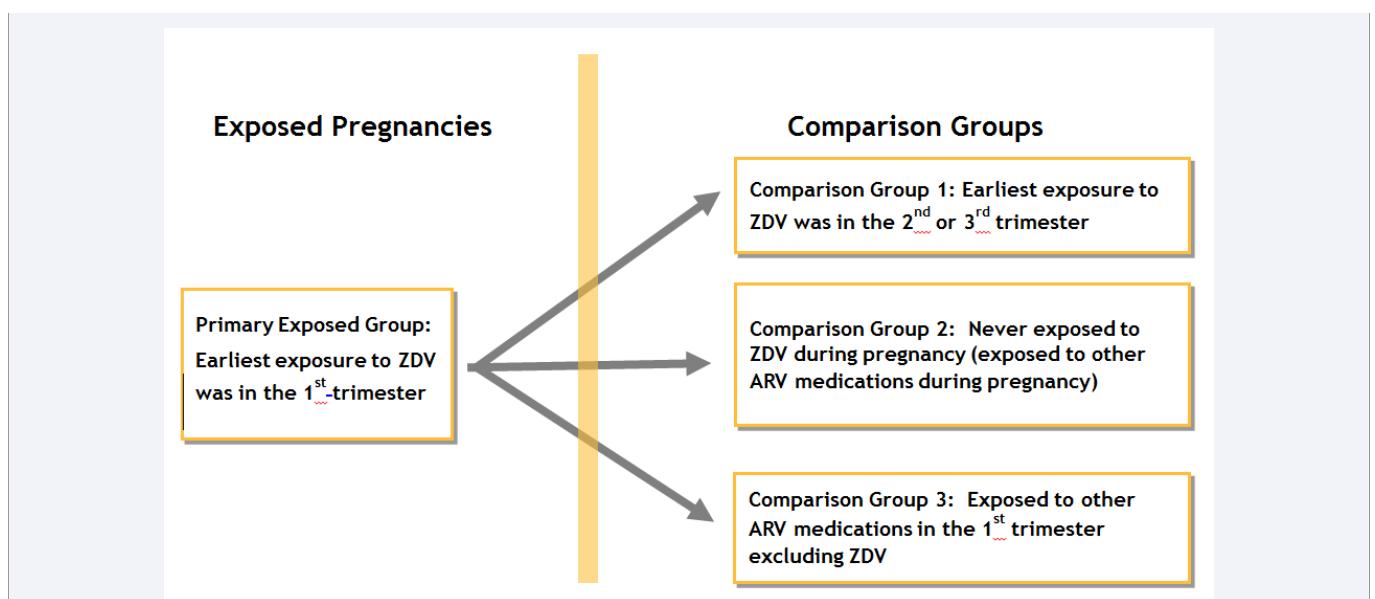 Exposed Pregnancies
Comparison Groups
Primary Exposed Group:
Earliest exposure to ZDV
was in the 1st-trimester
Comparison Group 1: Earliest exposure to
ZDV was in the 2nd or 3rd trimester
Comparison Group 2:  Never exposed to
ZDV during pregnancy (exposed to other
ARV medications during pregnancy)
Comparison Group 3:  Exposed to other
ARV medications in the 1st trimester
excluding ZDV